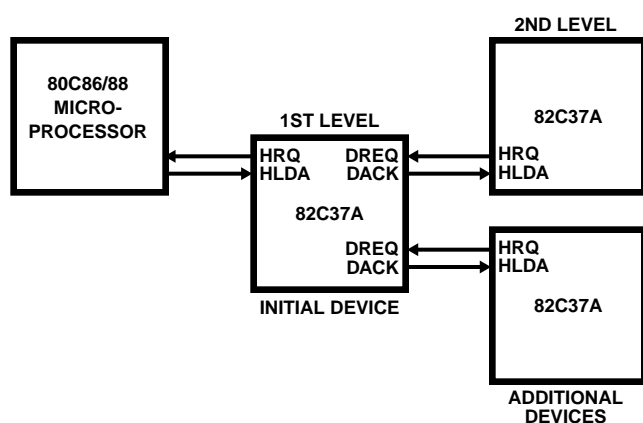 80C86/88
MICRO-
PROCESSOR
1ST LEVEL
HRQ
HLDA
DREQ
DACK
82C37A
DREQ
DACK
INITIAL DEVICE
2ND LEVEL
82C37A
HRQ
HLDA
HRQ
HLDA
82C37A
ADDITIONAL
DEVICES